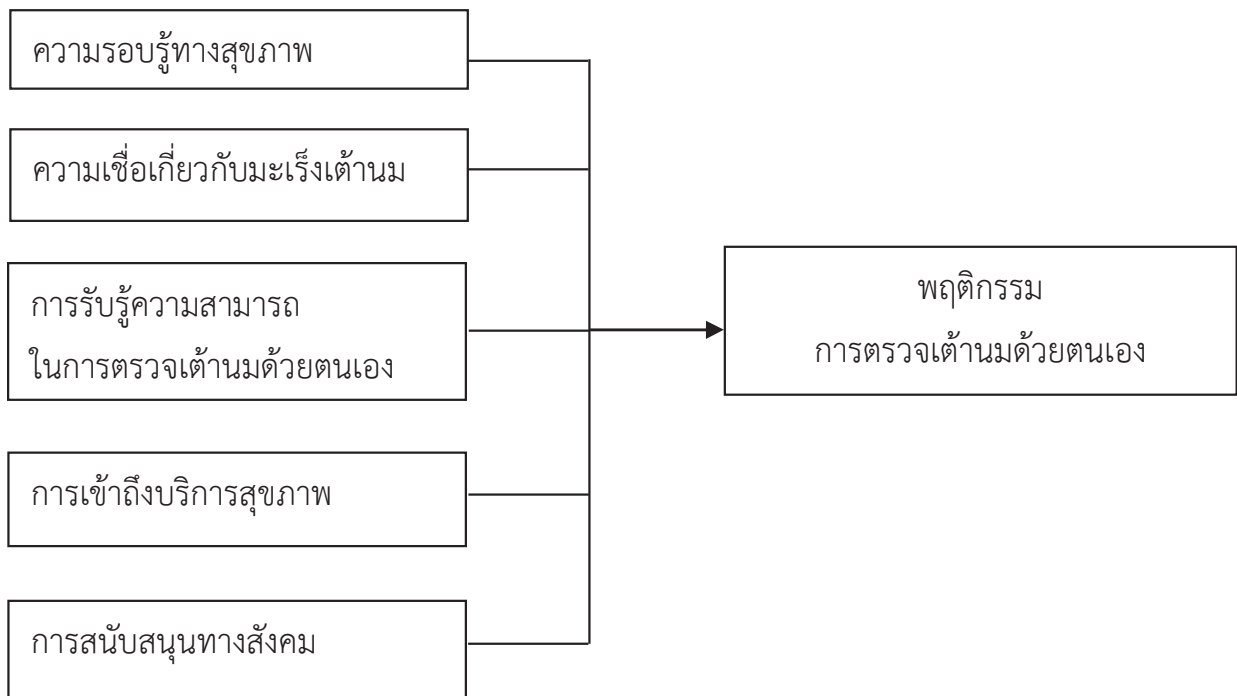 ความรอบรู้ทางสุขภาพ
ความเชื่อเกี่ยวกับมะเร็งเต้านม
การรับรู้ความสามารถ
ในการตรวจเต้านมด้วยตนเอง
การเข้าถึงบริการสุขภาพ
การสนับสนุนทางสังคม
พฤติกรรม
การตรวจเต้านมด้วยตนเอง